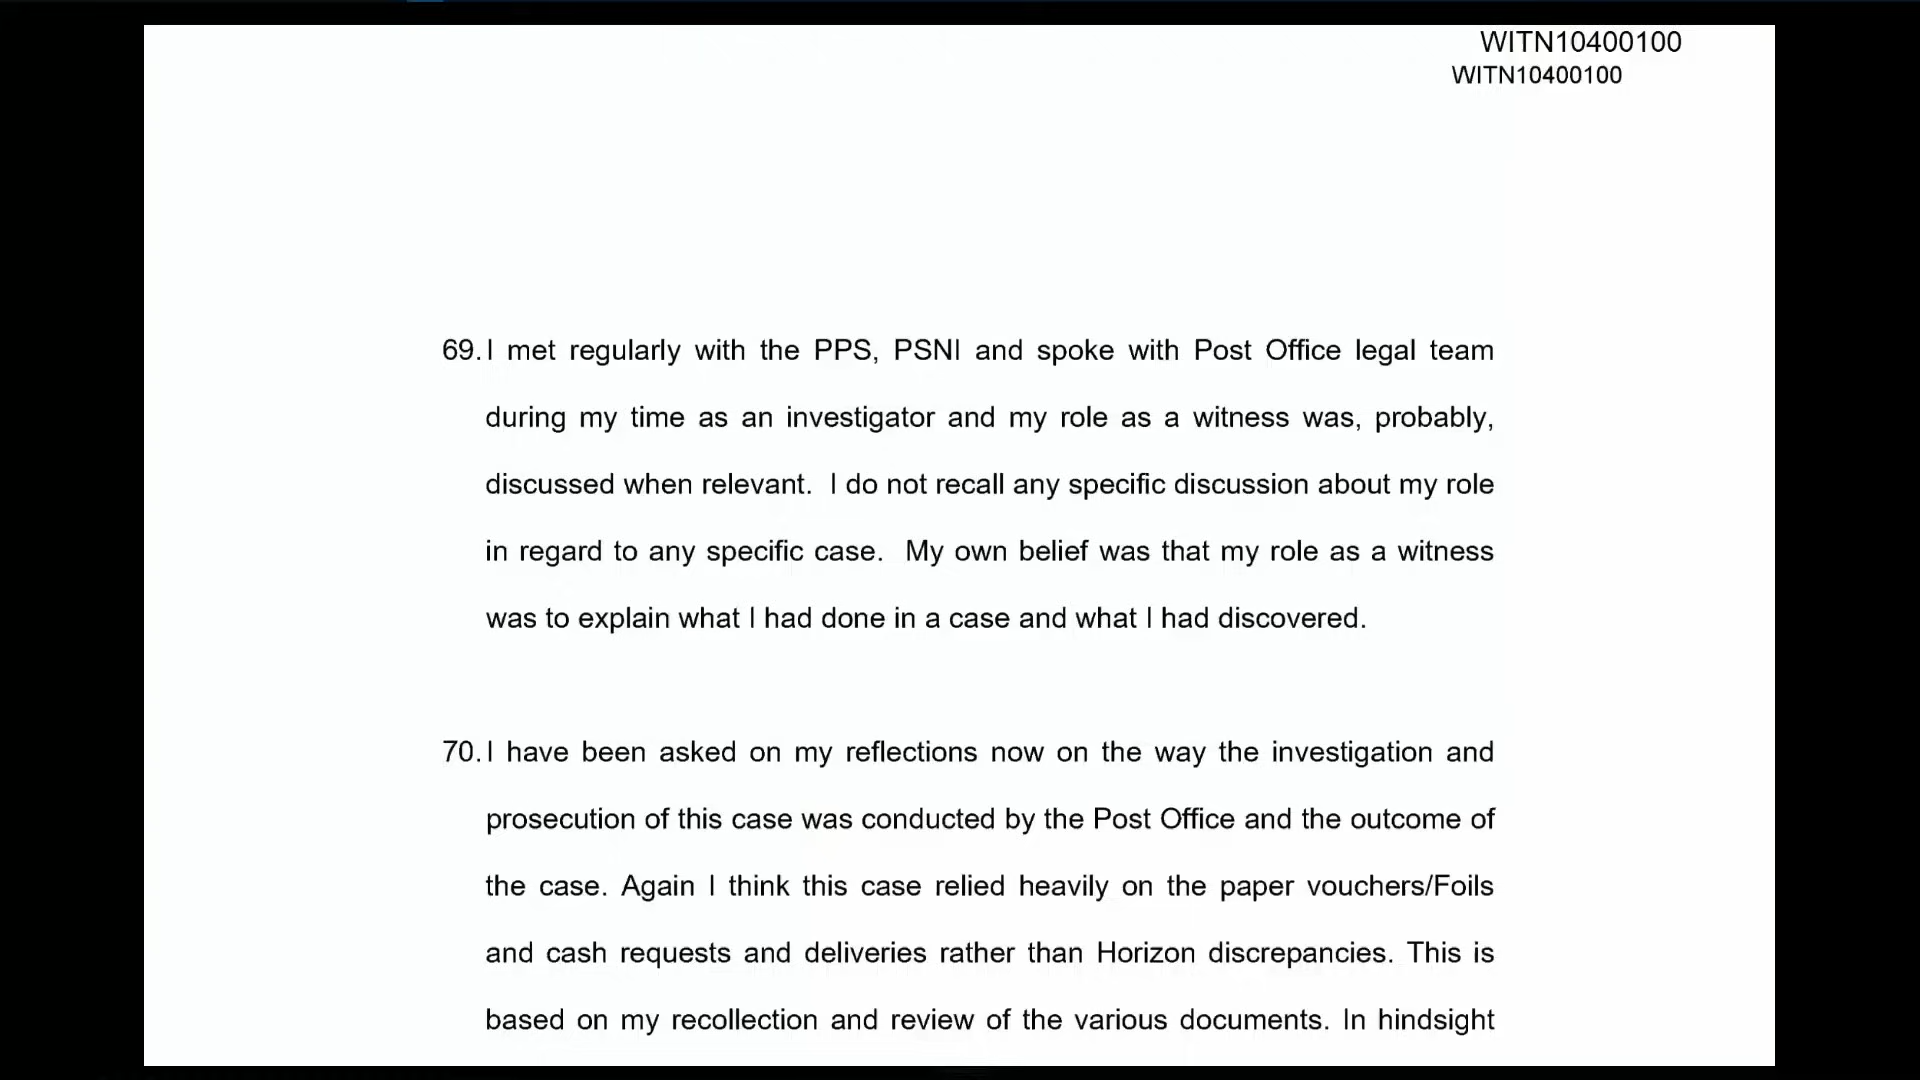 WITN10400100
WITN10400100
69. I met regularly with the PPS, PSNI and spoke with Post Office legal team
during my time as an investigator and my role as a witness was, probably,
discussed when relevant.  I do not recall any specific discussion about my role
in regard to any specific case.  My own belief was that my role as a witness
was to explain what I had done in a case and what I had discovered.
70. I have been asked on my reflections now on the way the investigation and
prosecution of this case was conducted by the Post Office and the outcome of
the case. Again I think this case relied heavily on the paper vouchers/Foils
and cash requests and deliveries rather than Horizon discrepancies. This is
based on my recollection and review of the various documents. In hindsight